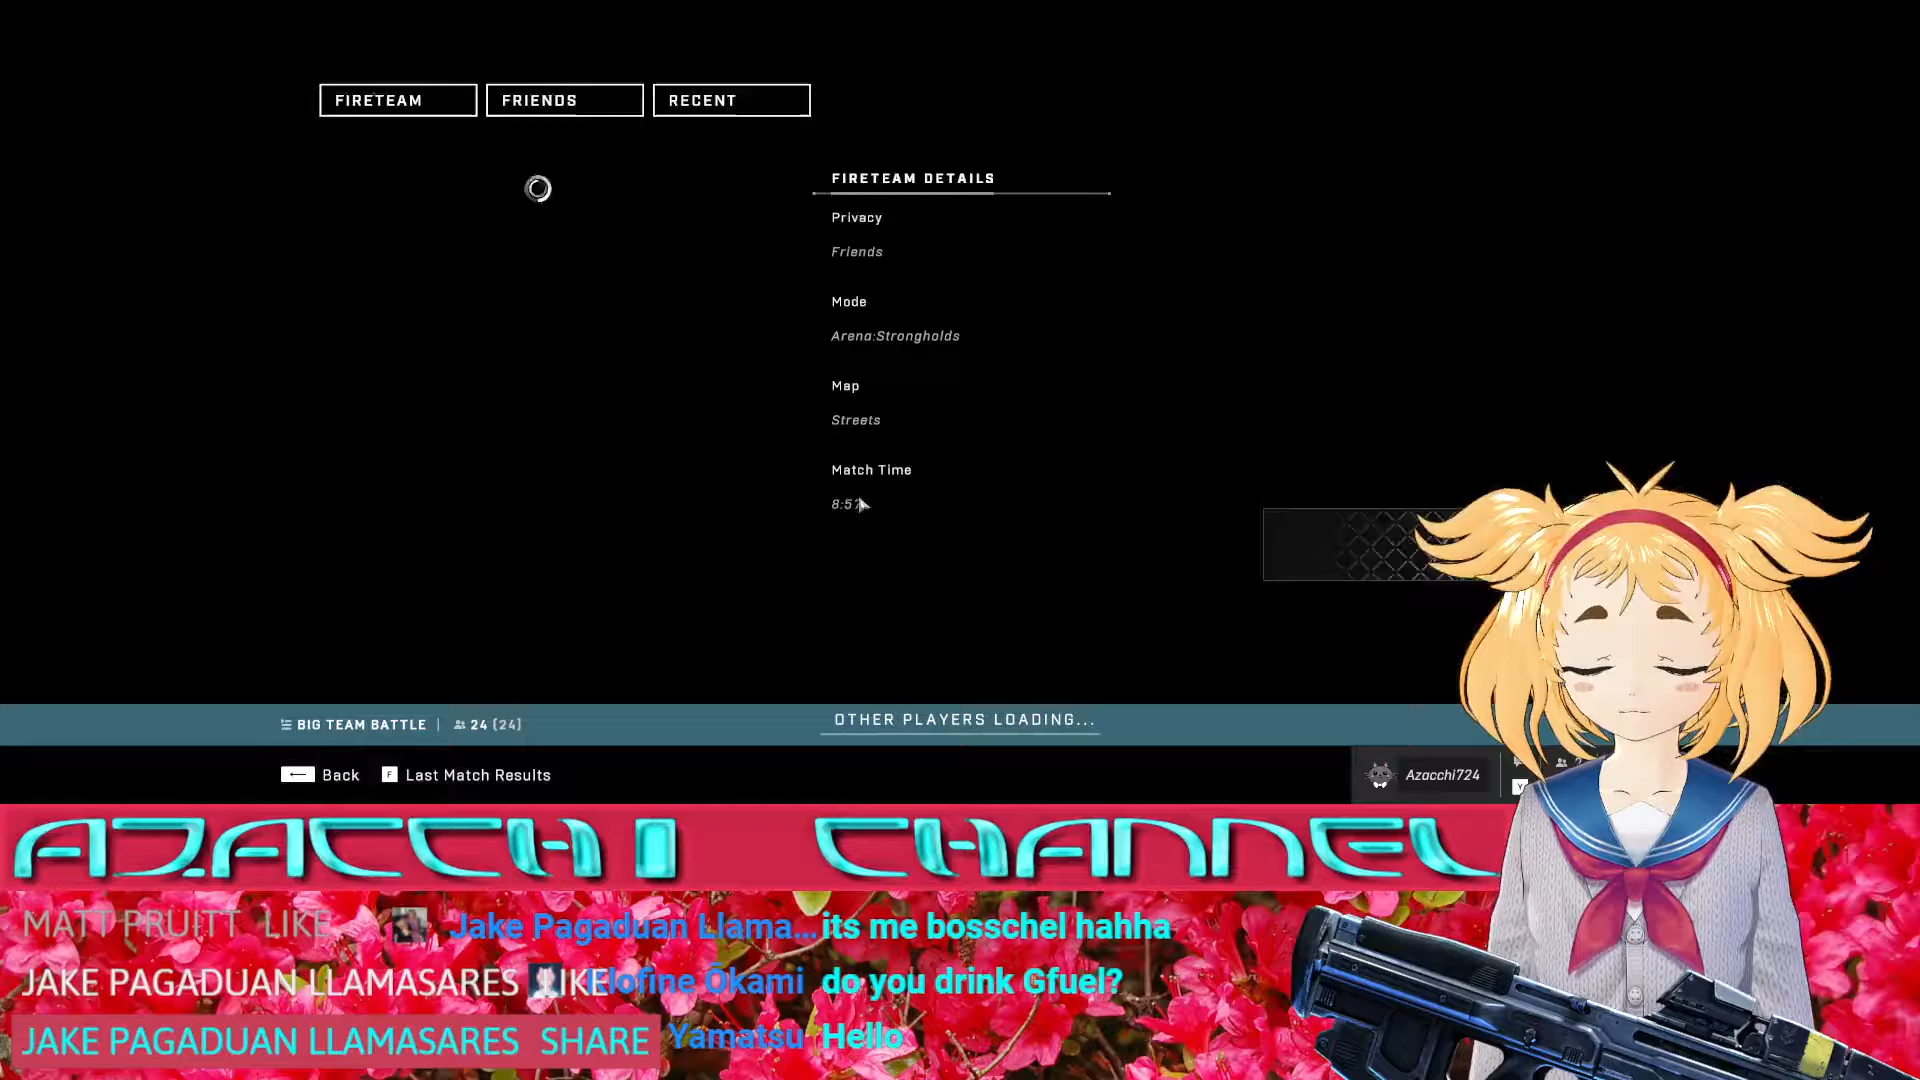 FIRETEAM FRIENDS RECENT
FIRETEAM DETAILS
Privacy
Friends
Mode
Arena:Strongholds
Map
Streets
Match Time
OTHER PLAYERS LOADING...
BIG TEAM BATTLE | 24 (24)
Back F Last Match Results
Azacchi724
AZACCHI CHANNEL
MATT PRUITT LIKE
Jake Pagaduan Llama... its me bosschel hahha
JAKE PAGADUAN LLAMASARES LIKE
Ōkami do you drink Gfuel?
JAKE PAGADUAN LLAMASARES SHARE
Yamatsu Hello